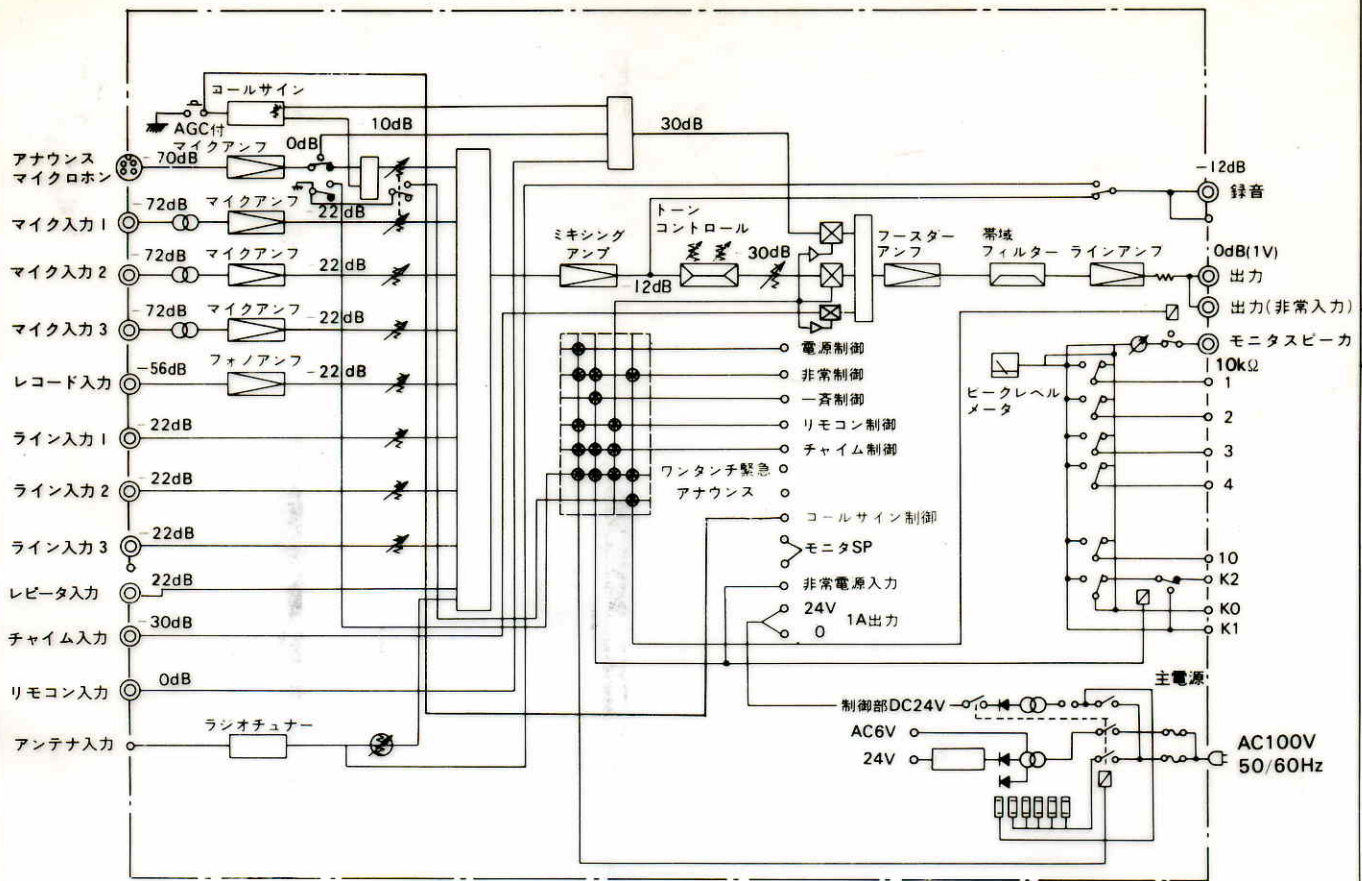 コールサイン
AGC付
マイクアンプ
10dB
0dB
30dB
アナウンス
マイクロホン
-70dB
マイク入力1
-72dB
マイクアンプ
-22dB
マイク入力2
-72dB
マイクアンプ
-22dB
マイク入力3
-72dB
マイクアンプ
-22dB
レコード入力
-56dB
フォノアンプ
-22dB
ライン入力1
-22dB
ライン入力2
-22dB
ライン入力3
-22dB
レピータ入力
22dB
チャイム入力
-30dB
リモコン入力
0dB
アンテナ入力
ラジオチュナー
ミキシング
アンプ
-12dB
トーン
コントロール
-30dB
ブースダー
アンプ
帯域
フィルター
ラインアンプ
-12dB
録音
0dB(1V)
出力
出力(非常入力)
モニタスピーカ
10kΩ
ピークレベル
メータ
1
2
3
4
10
K2
K0
K1
電源制御
非常制御
一斉制御
リモコン制御
チャイム制御
ワンタンチ緊急
アナウンス
コールサイン制御
モニタSP
非常電源入力
24V
1A出力
0
主電源
制御部DC24V
AC6V
24V
AC100V
50/60Hz